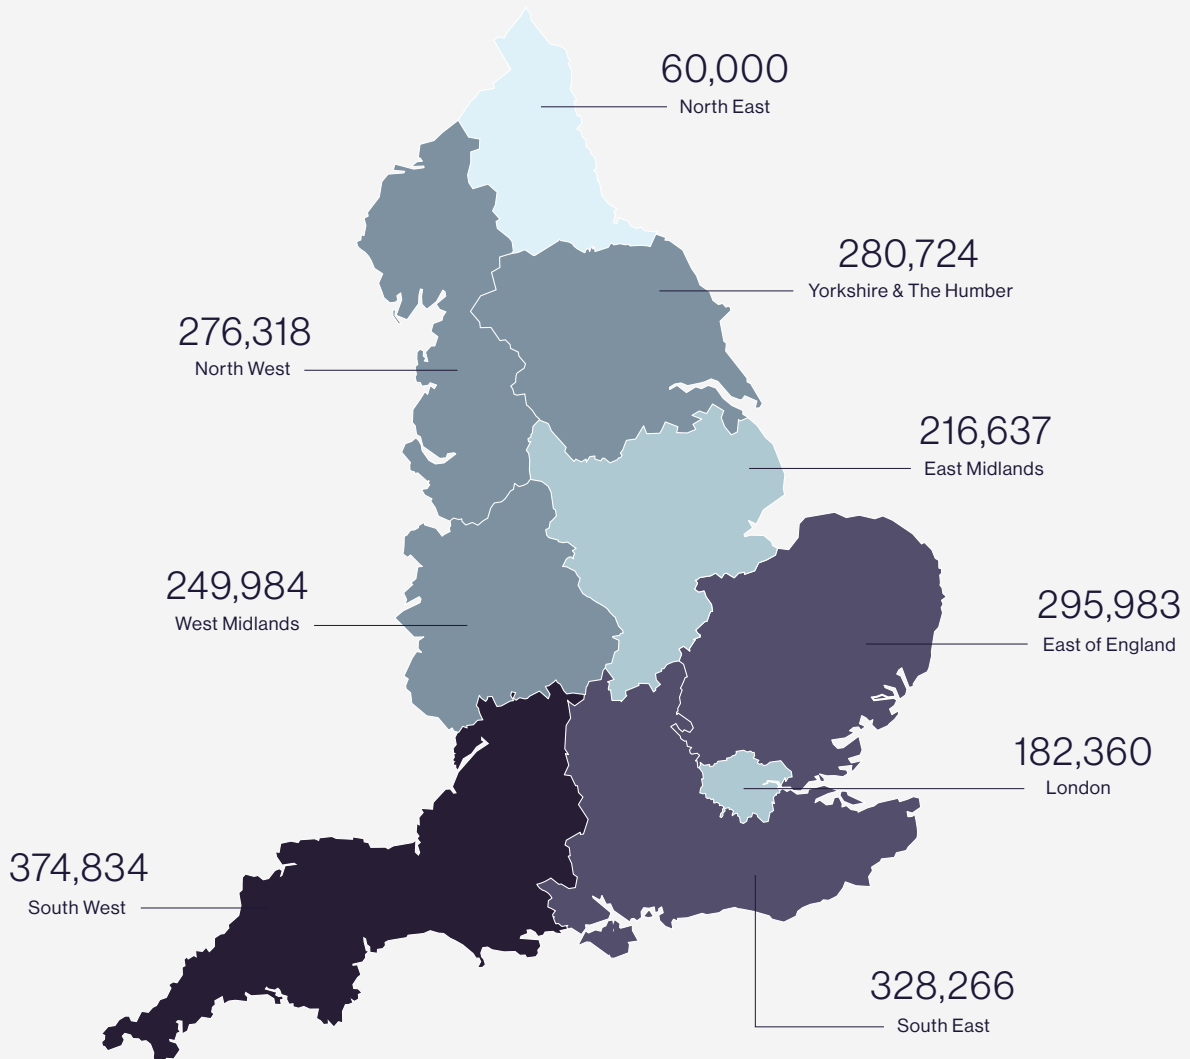 60,000
North East
280,724
Yorkshire & The Humber
276,318
North West
216,637
East Midlands
249,984
West Midlands
295,983
East of England
182,360
London
374,834
South West
328,266
South East